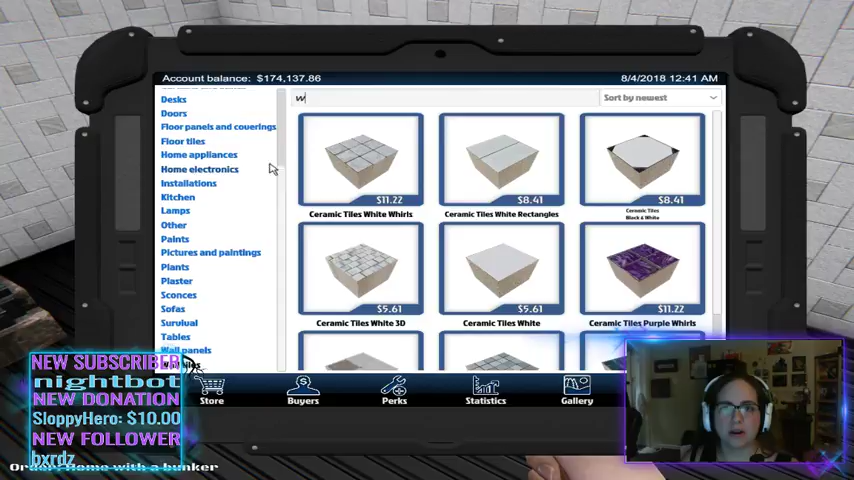 Account balance: $174,137.86
8/4/2018 12:41 AM
w
Sort by newest
Desks
Doors
Floor panels and coverings
Floor tiles
Home appliances
Home electronics
Installations
Kitchen
Lamps
Other
Paints
Pictures and paintings
Plants
Plaster
Sconces
Sofas
Survival
Tables
Wall panels
$11.22
Ceramic Tiles White Whirls
$8.41
Ceramic Tiles White Rectangles
$8.41
Ceramic Tiles
Black & White
$5.61
Ceramic Tiles White 3D
$5.61
Ceramic Tiles White
$11.22
Ceramic Tiles Purple Whirls
Store
Buyers
Perks
Statistics
Gallery
NEW SUBSCRIBER
nightbot
NEW DONATION
SloppyHero: $10.00
NEW FOLLOWER
bxrdz
Order: Home with a bunker